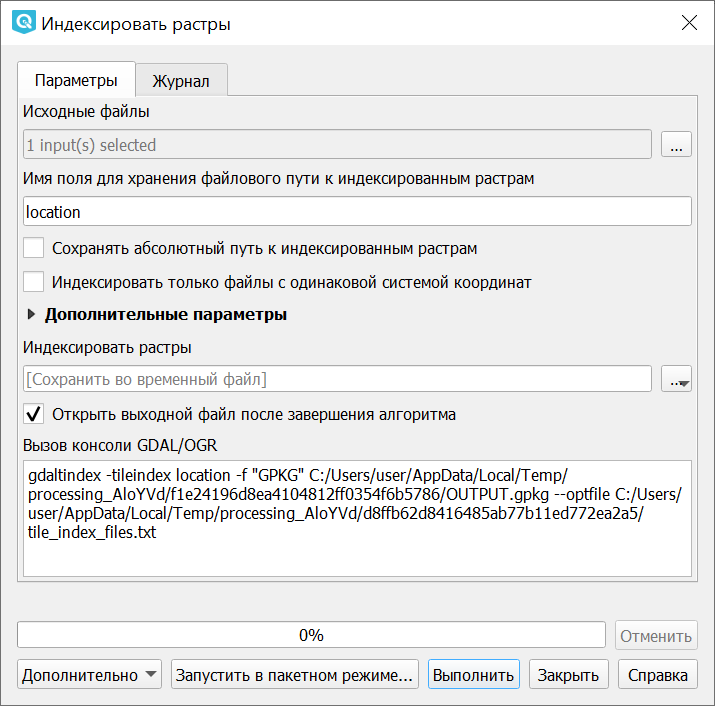 Индексировать растры
Параметры
Журнал
Исходные файлы
1 input(s) selected
...
Имя поля для хранения файлового пути к индексированным растрам
location
Сохранять абсолютный путь к индексированным растрам
Индексировать только файлы с одинаковой системой координат
Дополнительные параметры
Индексировать растры
[Сохранить во временный файл]
...
Открыть выходной файл после завершения алгоритма
Вызов консоли GDAL/OGR
gdaltindex -tileindex location -f "GPKG" C:/Users/user/AppData/Local/Temp/
processing_AloYVd/f1e24196d8ea4104812ff0354f6b5786/OUTPUT.gpkg --optfile C:/Users/
user/AppData/Local/Temp/processing_AloYVd/d8ffb62d8416485ab77b11ed772ea2a5/
tile_index_files.txt
0%
Отменить
Дополнительно
Запустить в пакетном режиме...
Выполнить
Закрыть
Справка